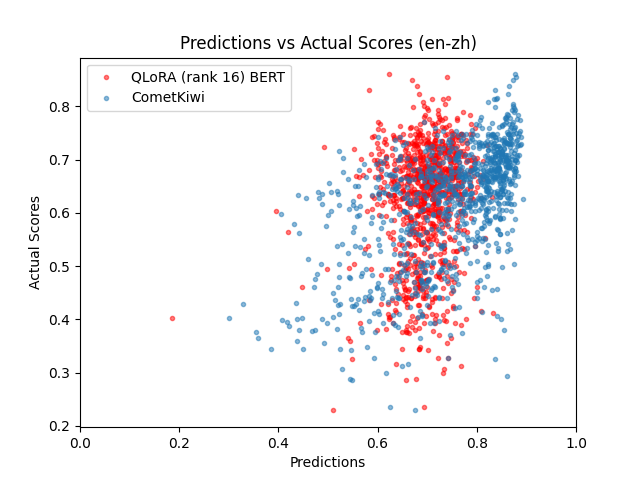 Predictions vs Actual Scores (en-zh)
QLoRA (rank 16) BERT
CometKiwi
Actual Scores
0.8
0.7
0.6
0.5
0.4
0.3
0.2
0.0 0.2 0.4 0.6 0.8 1.0
Predictions